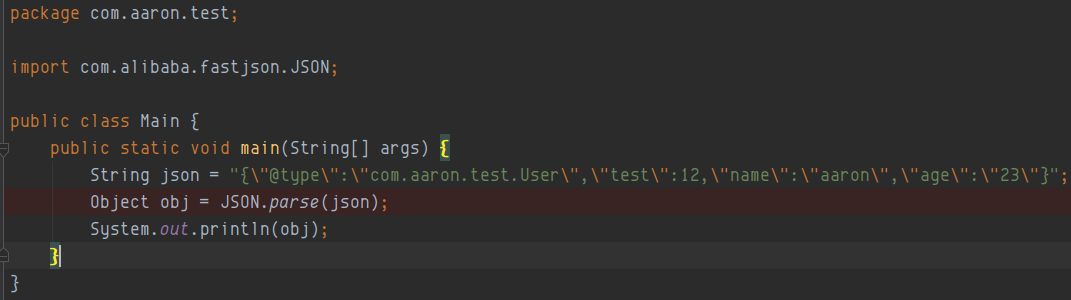 package com.aaron.test;
import com.alibaba.fastjson.JSON;
public class Main {
public static void main(String[] args) {
String json = "{\"@type\":\"com.aaron.test.User\",\"test\":12,\"name\":\"aaron\",\"age\":\"23\"}";
Object obj = JSON.parse(json);
System.out.println(obj);
}
}